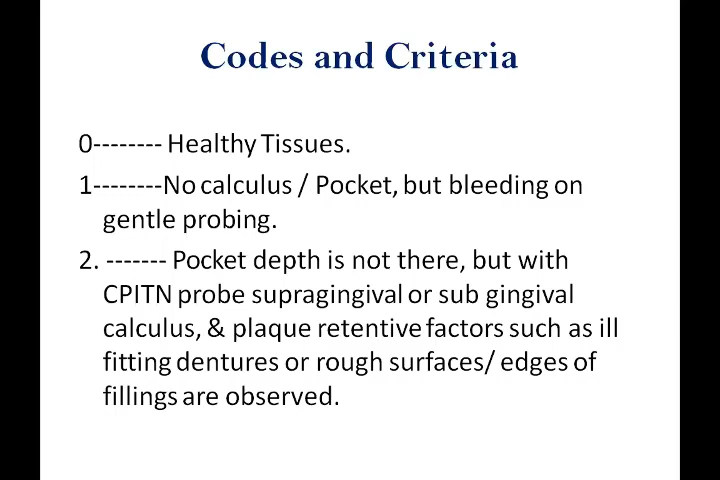 Codes and Criteria
0-------- Healthy Tissues.
1--------No calculus / Pocket, but bleeding on
gentle probing.
2. ------- Pocket depth is not there, but with
CPITN probe supragingival or sub gingival
calculus, & plaque retentive factors such as ill
fitting dentures or rough surfaces/ edges of
fillings are observed.